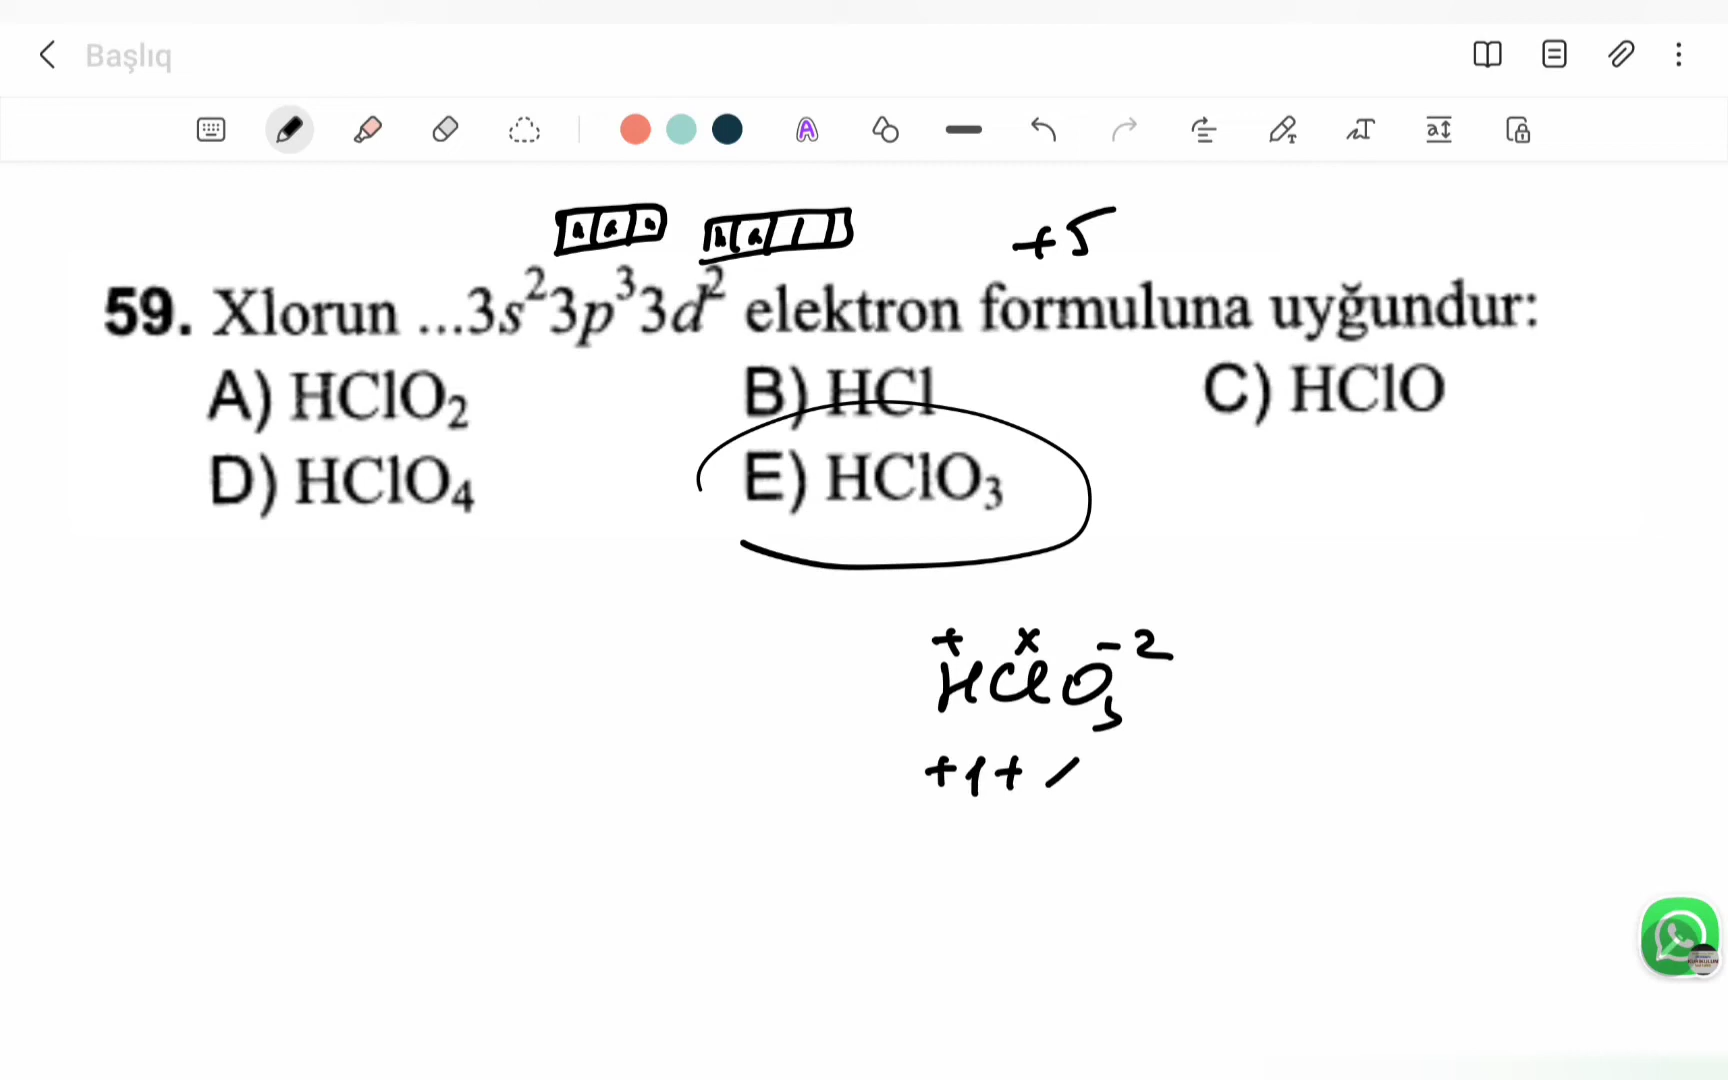 Başlıq
+5
59. Xlorun ...3s²3p³3d² elektron formuluna uyğundur:
A) HClO₂ B) HCl C) HClO
D) HClO₄ E) HClO₃
+ x -2
HClO₃
+1+